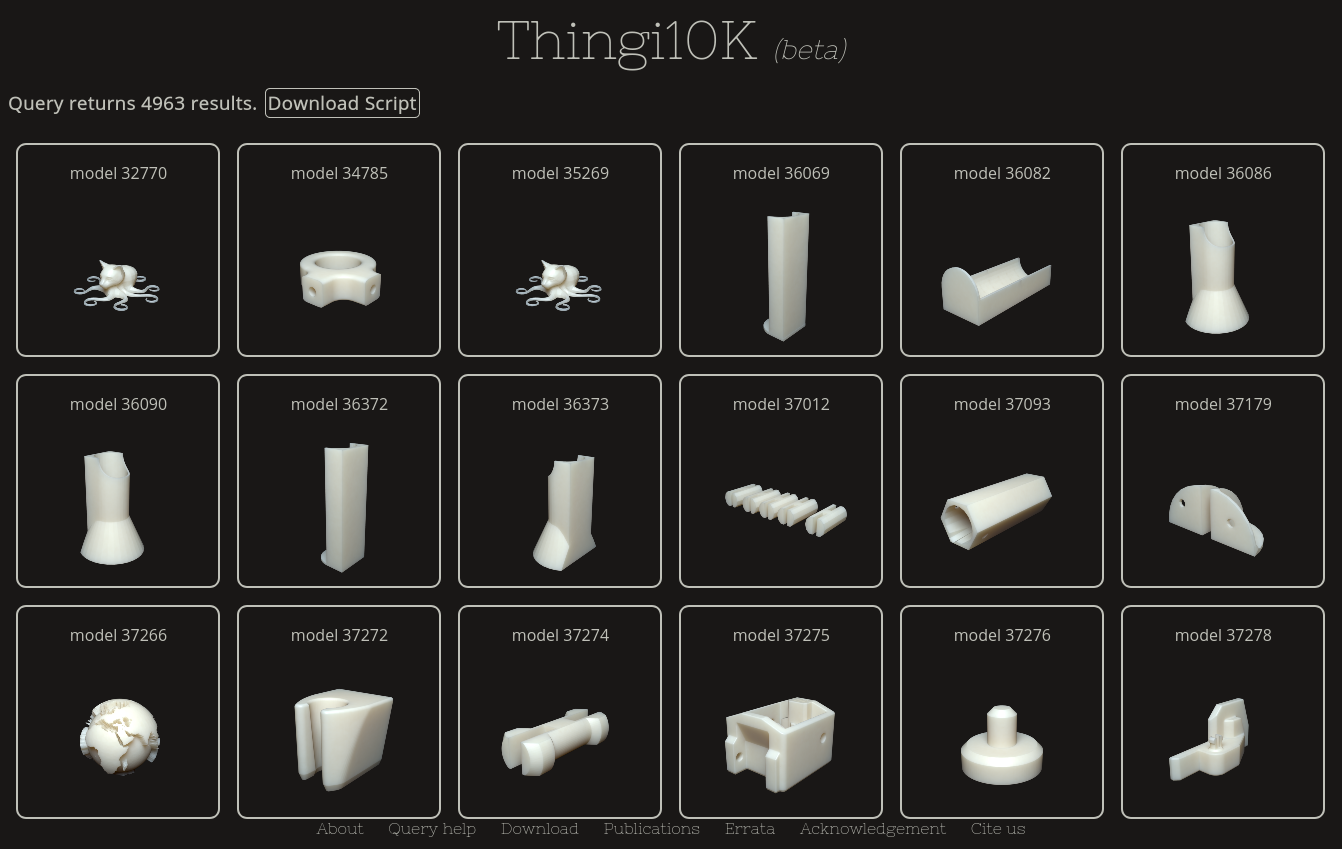 Thingi10K (beta)
Query returns 4963 results. Download Script
model 32770
model 34785
model 35269
model 36069
model 36082
model 36086
model 36090
model 36372
model 36373
model 37012
model 37093
model 37179
model 37266
model 37272
model 37274
model 37275
model 37276
model 37278
About Query help Download Publications Errata Acknowledgement Cite us